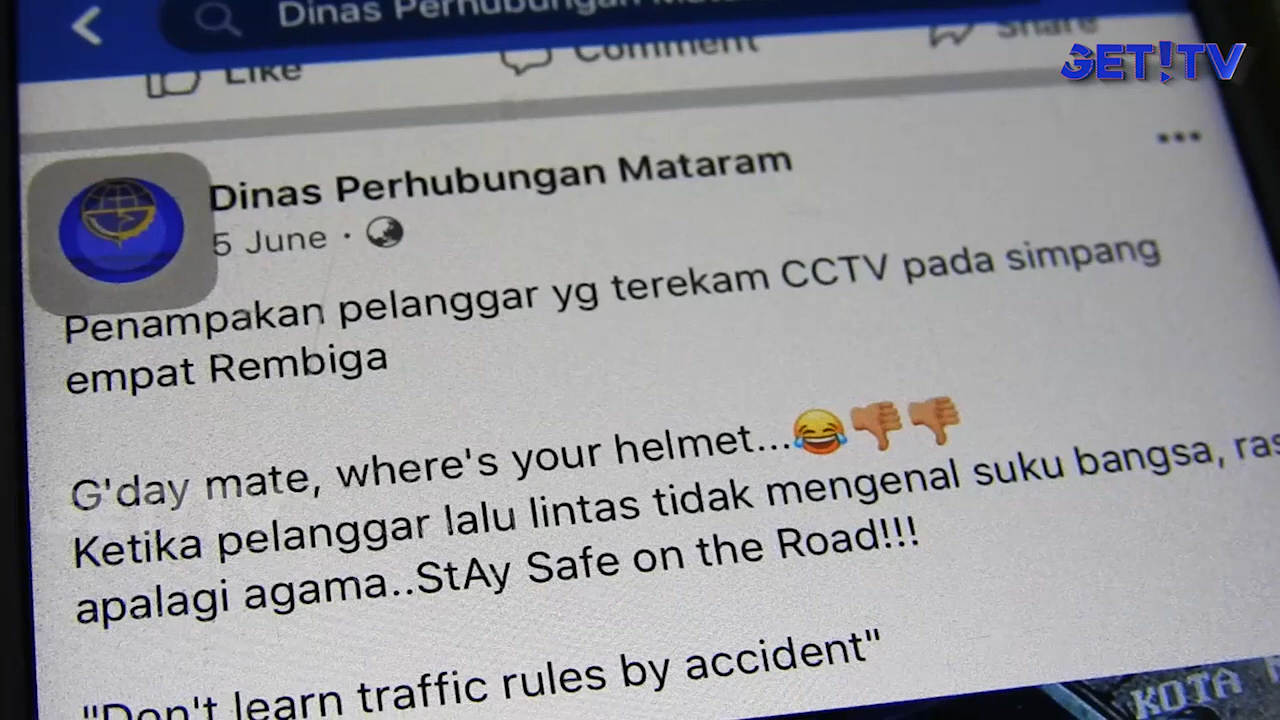 Dinas Perhubungan Mataram
Like
Comment
Share
GET!TV
Dinas Perhubungan Mataram
5 June ·
Penampakan pelanggar yg terekam CCTV pada simpang
empat Rembiga
G'day mate, where's your helmet...😂👎👎
Ketika pelanggar lalu lintas tidak mengenal suku bangsa, ras
apalagi agama..StAy Safe on the Road!!!
"Don't learn traffic rules by accident"
KOTA